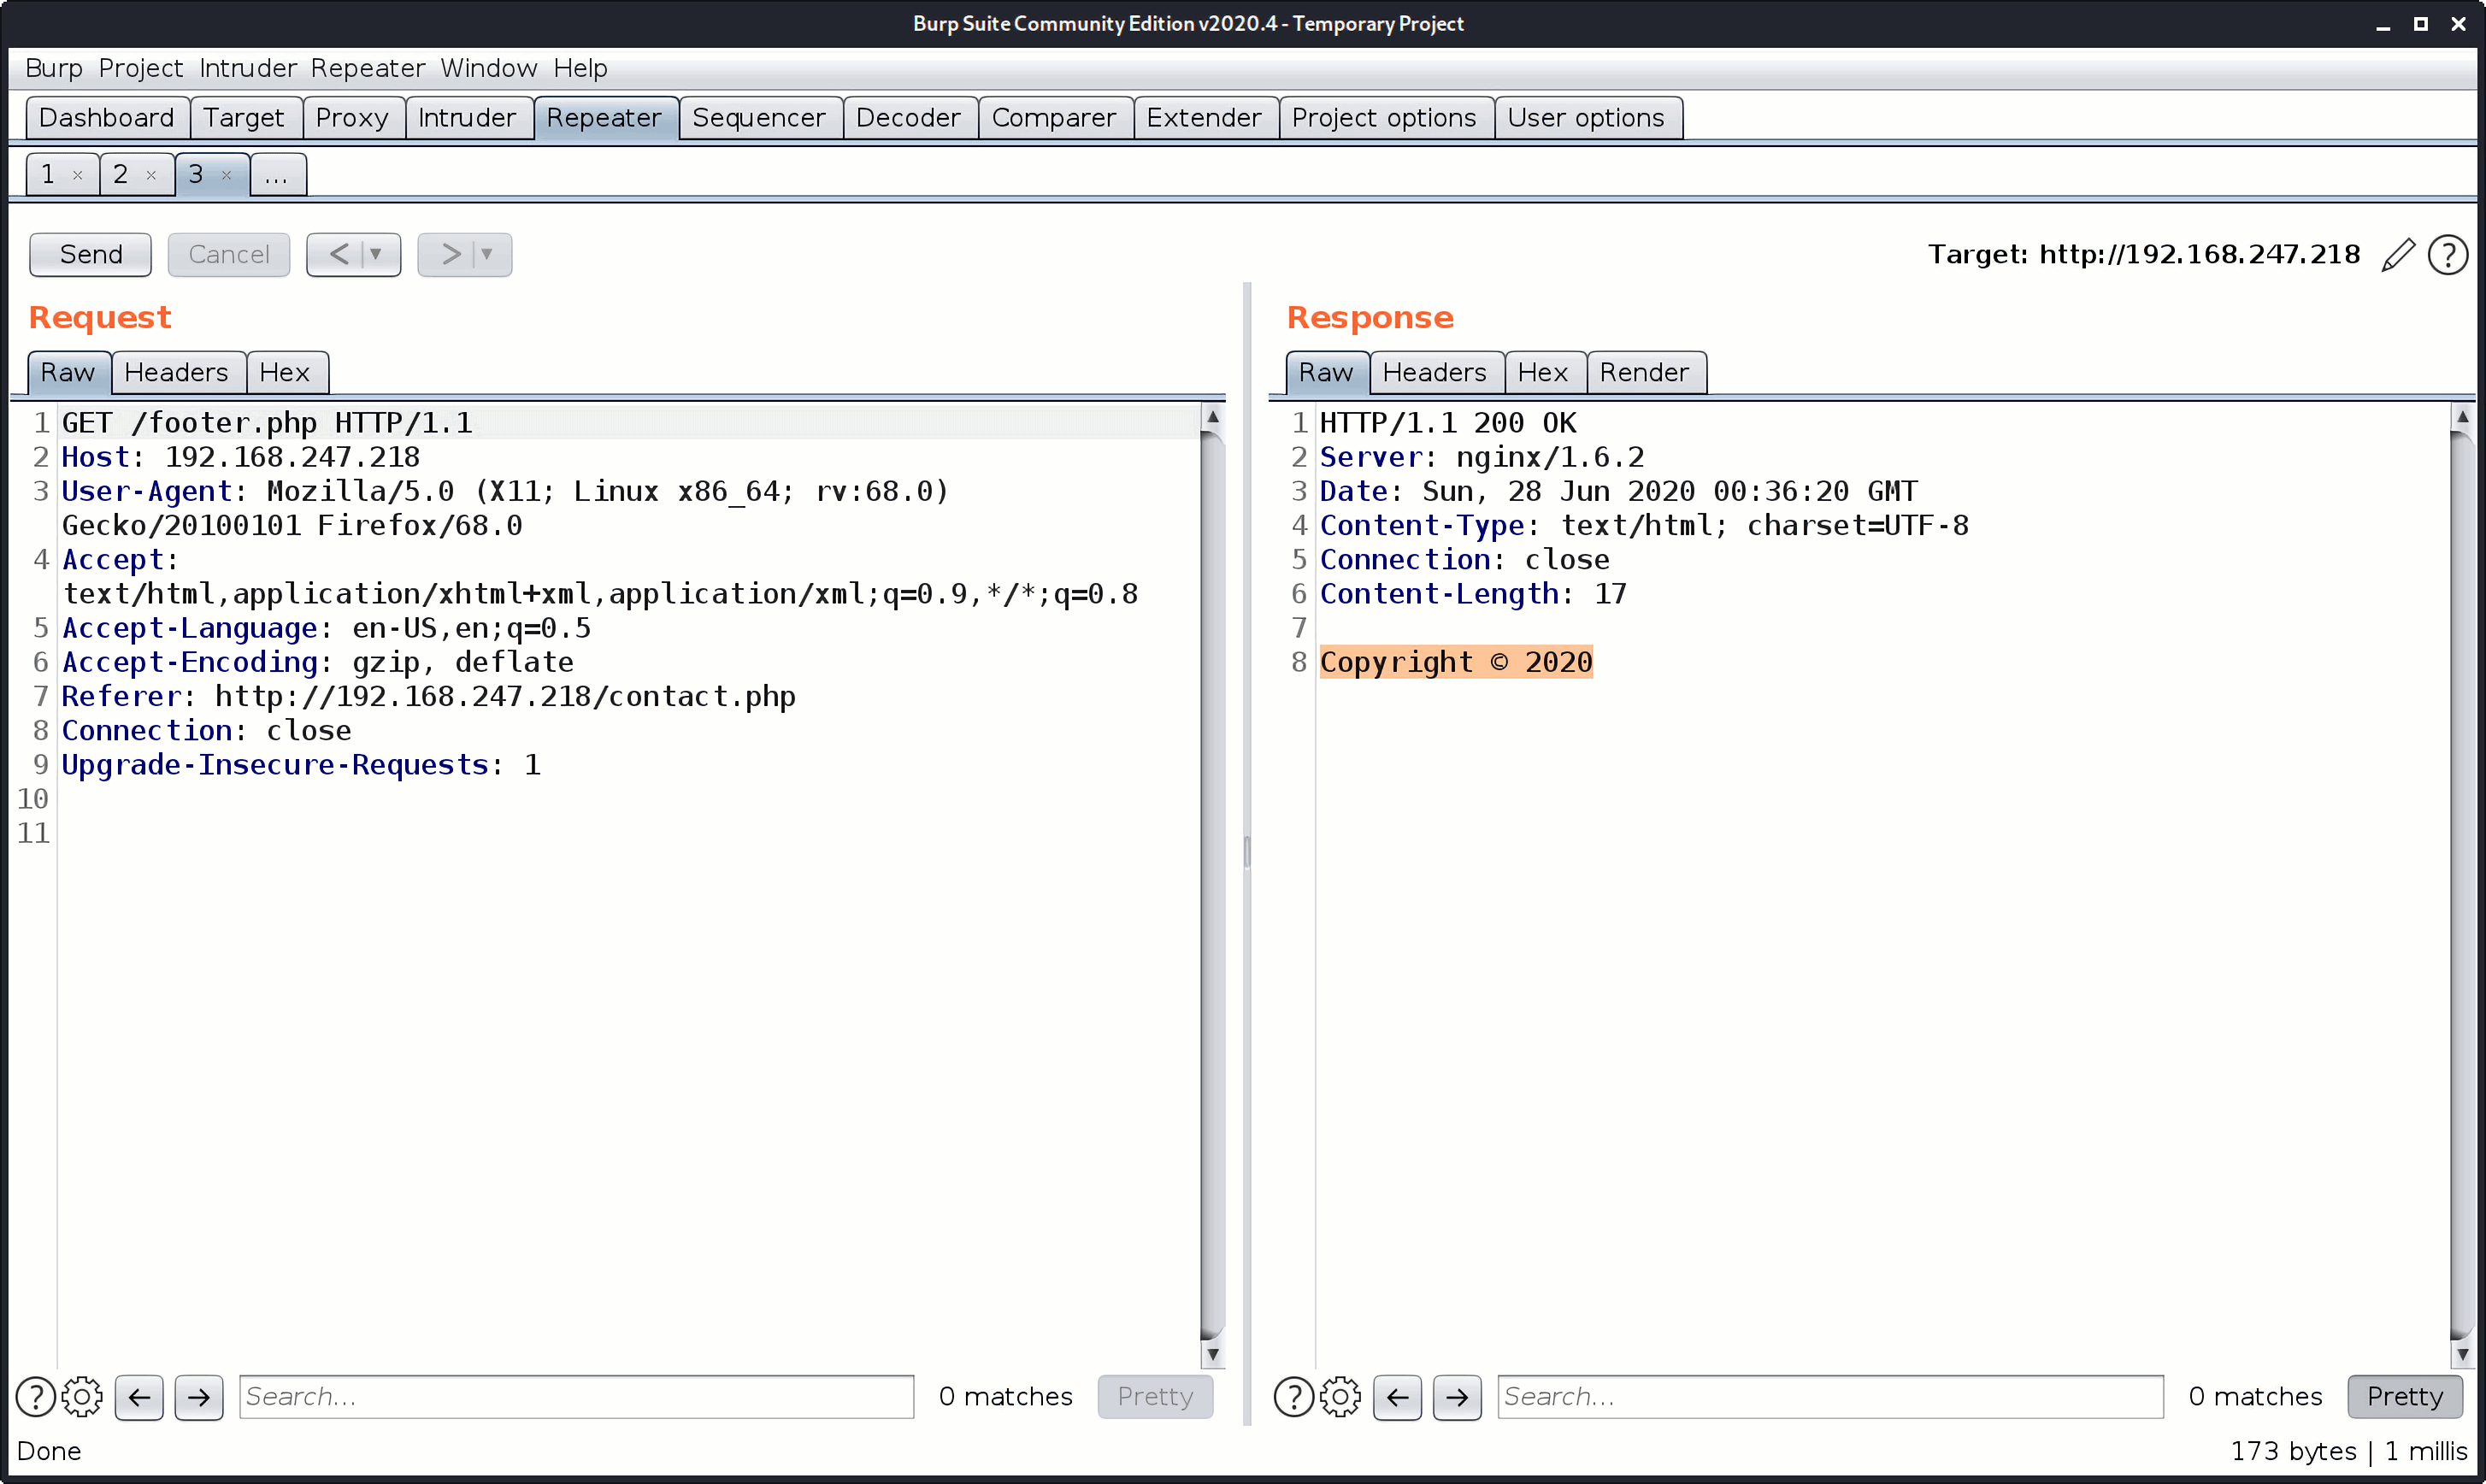 Burp Suite Community Edition v2020.4 - Temporary Project
Burp Project Intruder Repeater Window Help
Dashboard Target Proxy Intruder Repeater Sequencer Decoder Comparer Extender Project options User options
1 × 2 × 3 × ...
Send Cancel < > Target: http://192.168.247.218 ?
Request
Raw Headers Hex
1 GET /footer.php HTTP/1.1
2 Host: 192.168.247.218
3 User-Agent: Mozilla/5.0 (X11; Linux x86_64; rv:68.0)
Gecko/20100101 Firefox/68.0
4 Accept:
text/html,application/xhtml+xml,application/xml;q=0.9,*/*;q=0.8
5 Accept-Language: en-US,en;q=0.5
6 Accept-Encoding: gzip, deflate
7 Referer: http://192.168.247.218/contact.php
8 Connection: close
9 Upgrade-Insecure-Requests: 1
10
11
? Search... 0 matches Pretty
Response
Raw Headers Hex Render
1 HTTP/1.1 200 OK
2 Server: nginx/1.6.2
3 Date: Sun, 28 Jun 2020 00:36:20 GMT
4 Content-Type: text/html; charset=UTF-8
5 Connection: close
6 Content-Length: 17
7
8 Copyright © 2020
? Search... 0 matches Pretty
Done
173 bytes | 1 millis